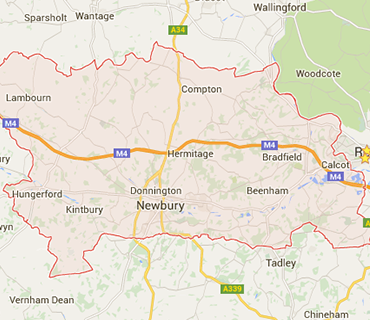 Wallingford
Sparsholt
Wantage
A34
Woodcote
Compton
Lambourn
M4
M4
M4
Hermitage
Bradfield
Calcot
M4
Hungerford
Donnington
Beenham
Kintbury
Newbury
Tadley
A339
Vernham Dean
Chineham